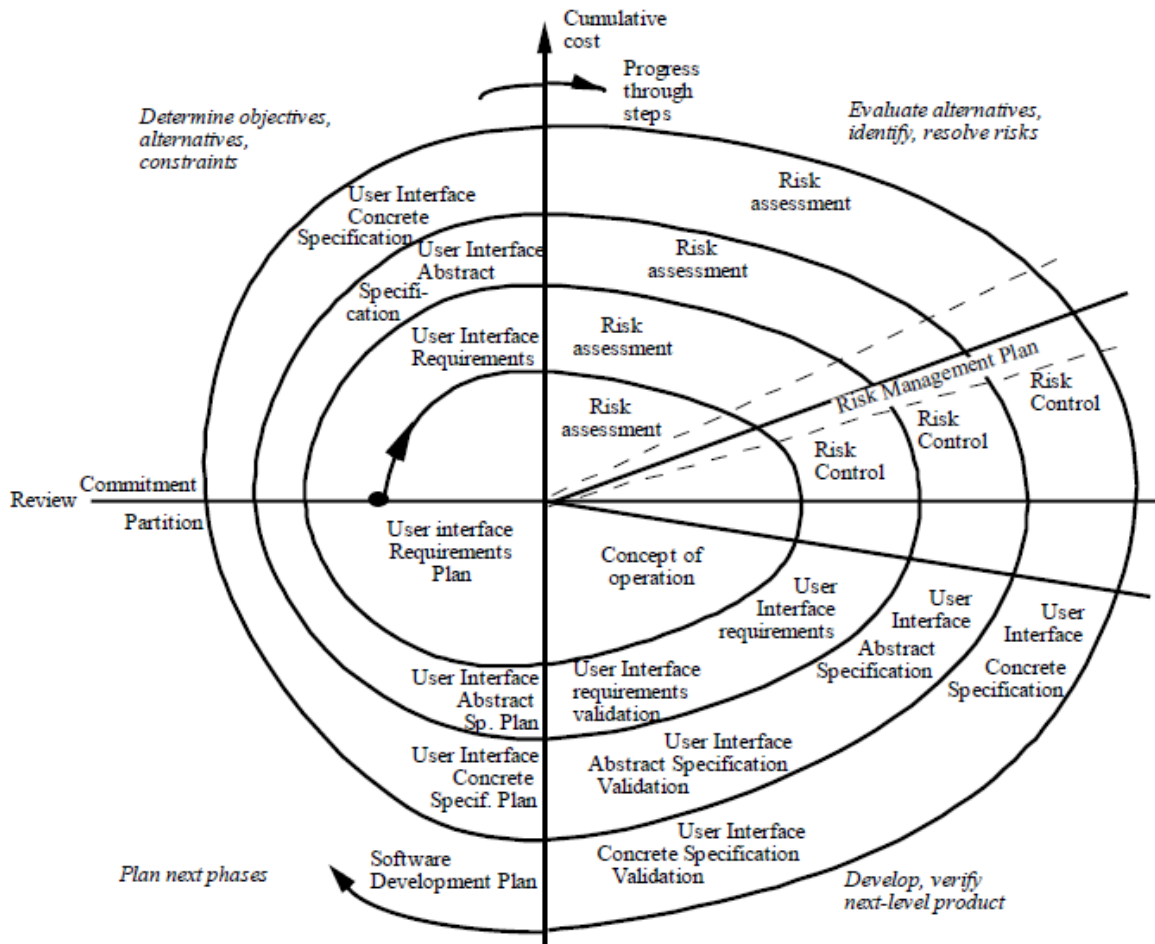 Cumulative
cost
Progress
through
steps
Determine objectives,
alternatives,
constraints
Evaluate alternatives,
identify, resolve risks
User Interface
Concrete
Specification
Risk
assessment
User Interface
Abstract
Specifi-
cation
Risk
assessment
User Interface
Requirements
Risk
assessment
Risk
assessment
Risk Management Plan
Risk
Control
Risk
Control
Risk
Control
Review
Commitment
Partition
User interface
Requirements
Plan
Concept of
operation
User
Interface
requirements
User
Interface
Abstract
Specification
User
Interface
Concrete
Specification
User Interface
Abstract
Sp. Plan
User Interface
requirements
validation
User Interface
Concrete
Specif. Plan
User Interface
Abstract Specification
Validation
User Interface
Concrete Specification
Validation
Software
Development Plan
Plan next phases
Develop, verify
next-level product